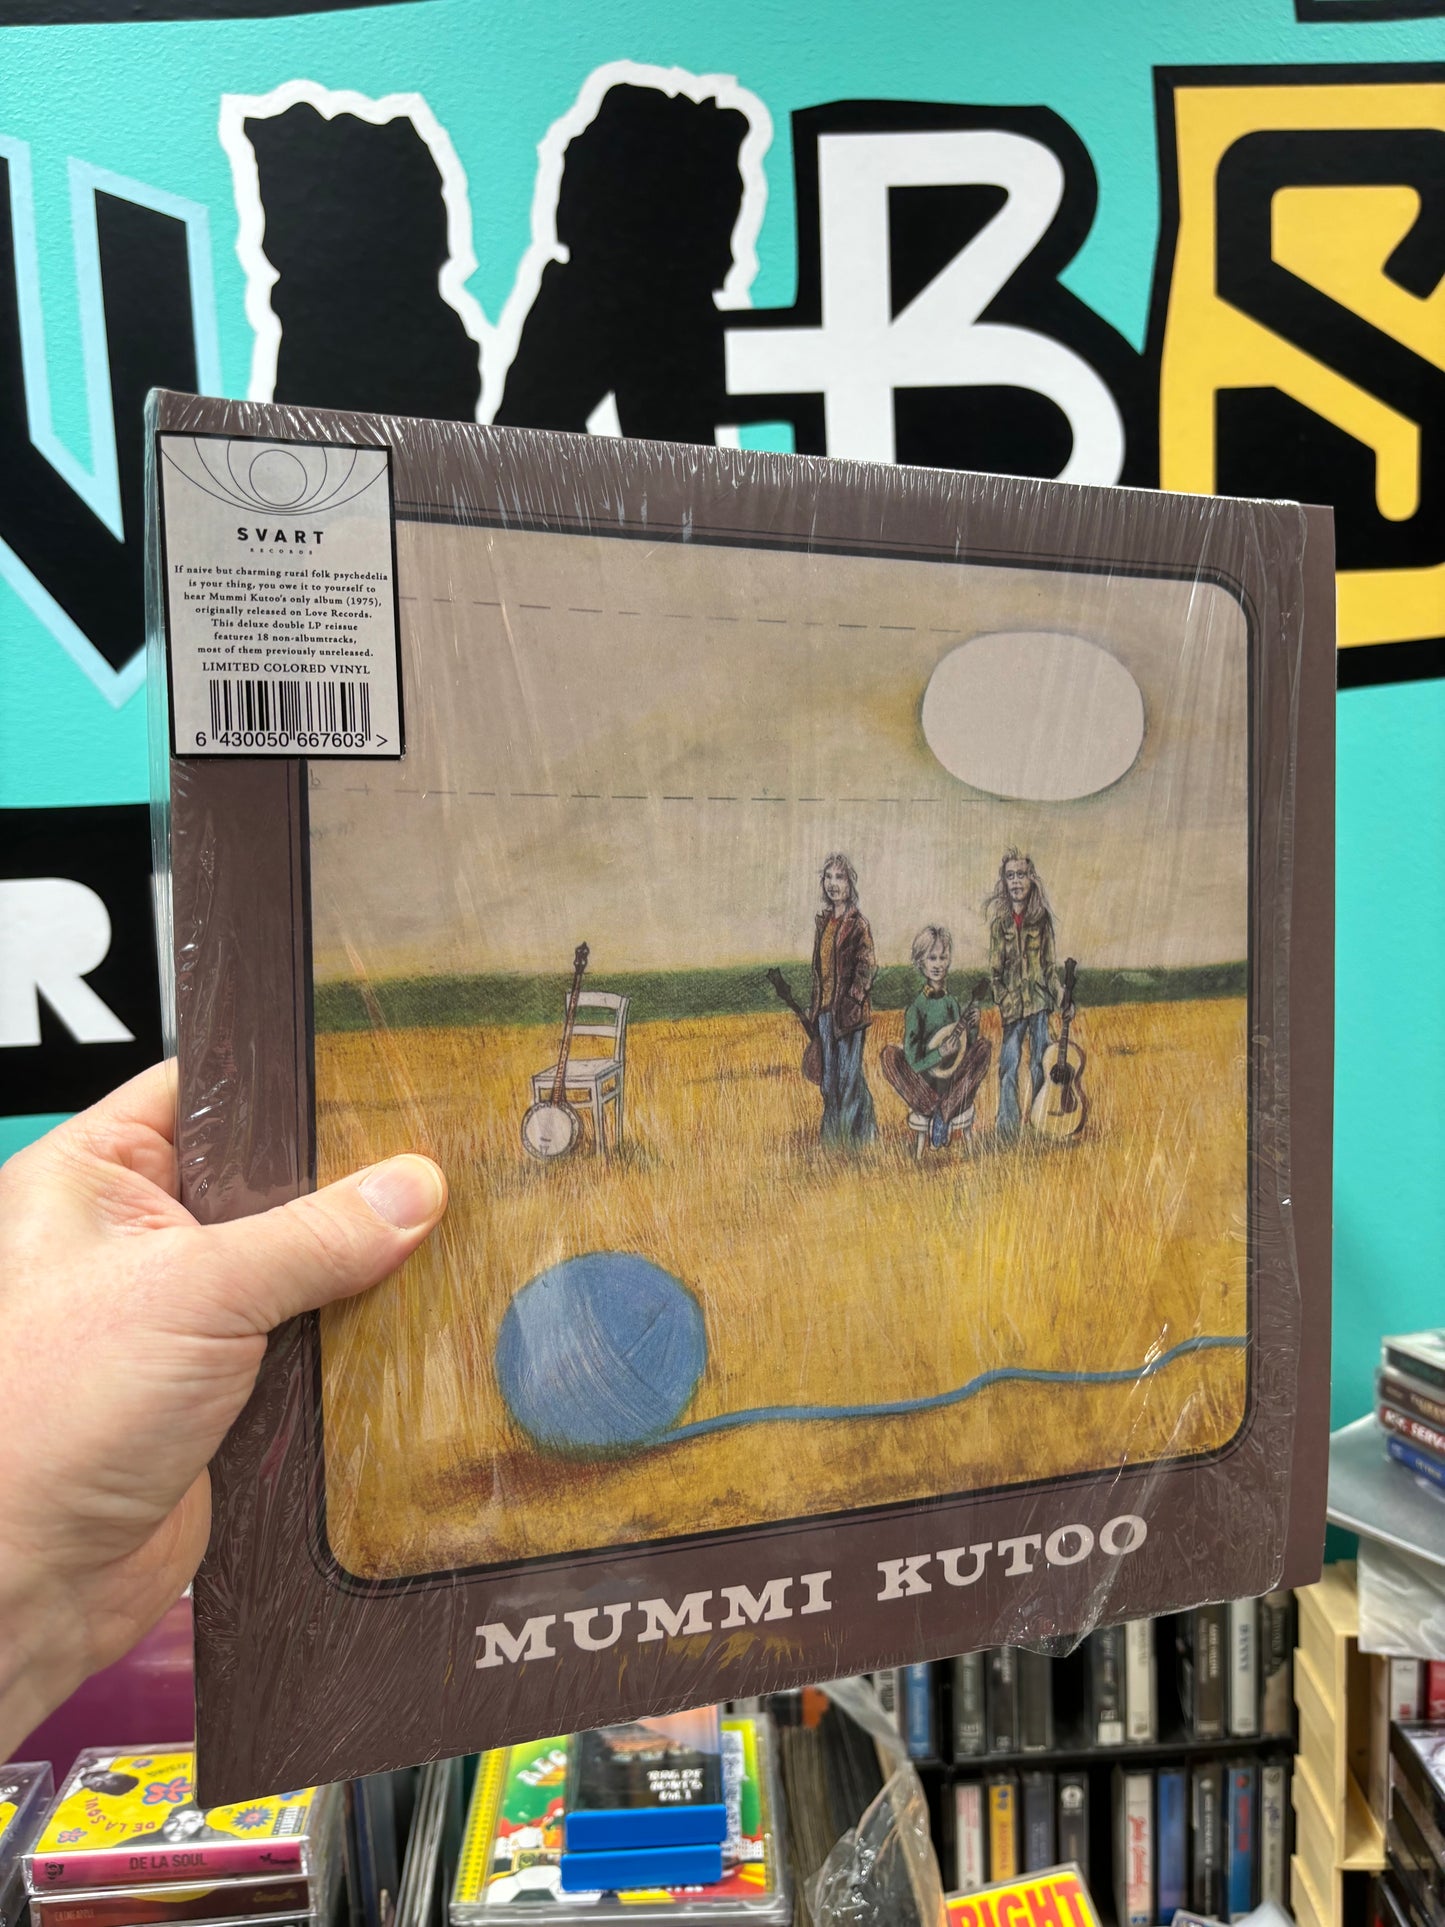 SVART
RECORDS
If naive but charming rural folk psychedelia
is your thing, you owe it to yourself to
hear Mummi Kutoo's only album (1975),
originally released on Love Records.
This deluxe double LP reissue
features 18 non-albumtracks,
most of them previously unreleased.
LIMITED COLORED VINYL
6 430050 667603 >
MUMMI KUTOO
DE LA SOUL
RIGHT